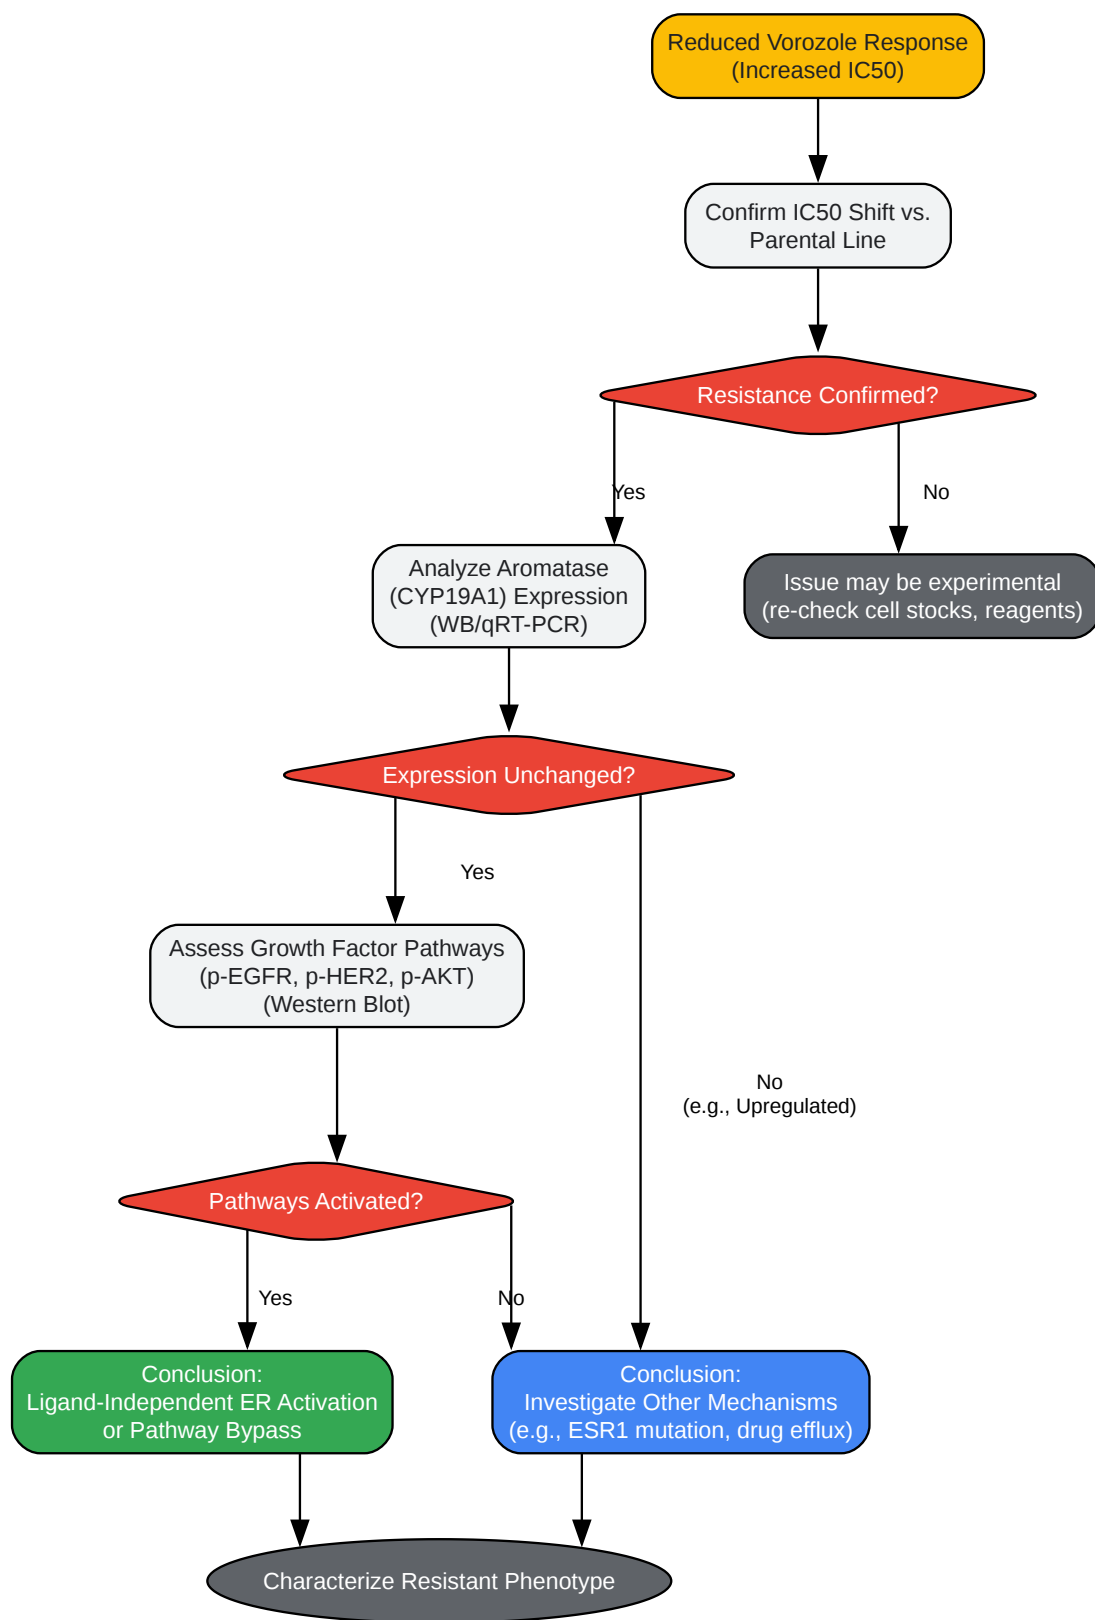 Reduced Vorozole Response
(Increased IC50)
Confirm IC50 Shift vs.
Parental Line
Resistance Confirmed?
Yes
No
Analyze Aromatase
(CYP19A1) Expression
(WB/qRT-PCR)
Issue may be experimental
(re-check cell stocks, reagents)
Expression Unchanged?
Yes
Assess Growth Factor Pathways
(p-EGFR, p-HER2, p-AKT)
(Western Blot)
No
(e.g., Upregulated)
Pathways Activated?
Yes
No
Conclusion:
Ligand-Independent ER Activation
or Pathway Bypass
Conclusion:
Investigate Other Mechanisms
(e.g., ESR1 mutation, drug efflux)
Characterize Resistant Phenotype